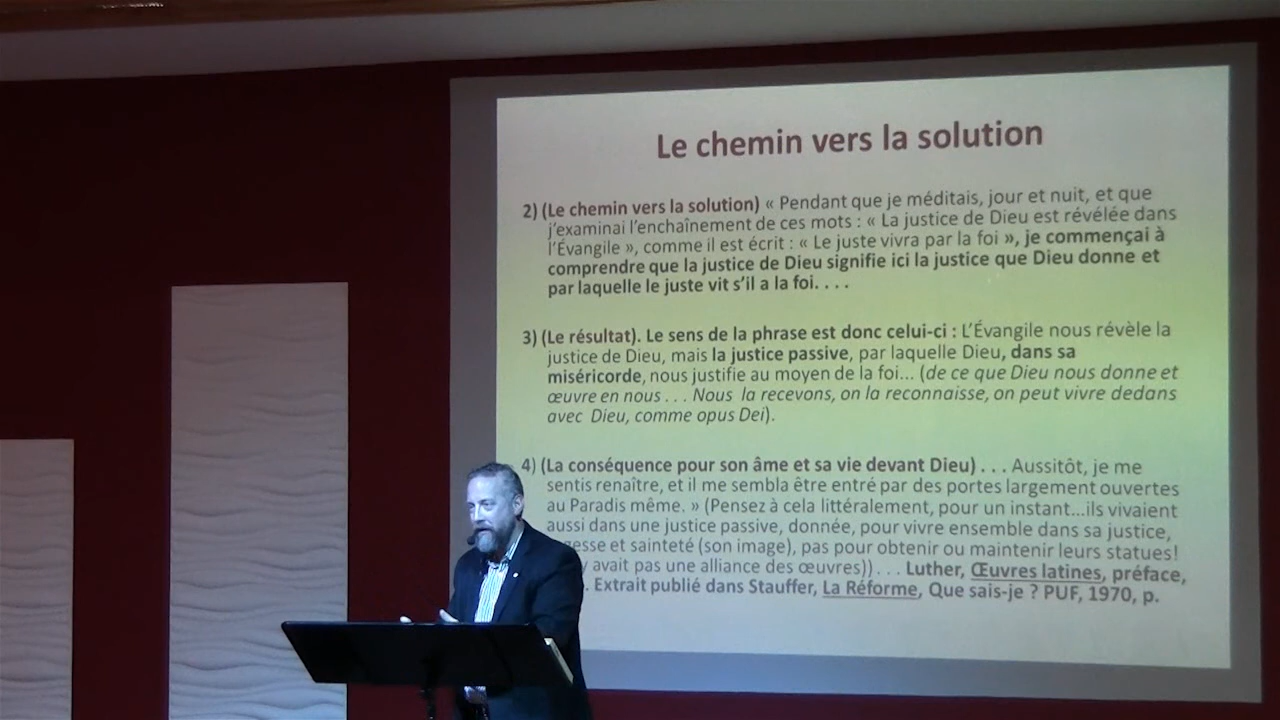 Le chemin vers la solution
2) (Le chemin vers la solution) « Pendant que je méditais, jour et nuit, et que
j'examinai l'enchaînement de ces mots : « La justice de Dieu est révélée dans
l'Évangile », comme il est écrit : « Le juste vivra par la foi », je commençai à
comprendre que la justice de Dieu signifie ici la justice que Dieu donne et
par laquelle le juste vit s'il a la foi. . . .
3) (Le résultat). Le sens de la phrase est donc celui-ci : L'Évangile nous révèle la
justice de Dieu, mais la justice passive, par laquelle Dieu, dans sa
miséricorde, nous justifie au moyen de la foi... (de ce que Dieu nous donne et
œuvre en nous . . . Nous la recevons, on la reconnaisse, on peut vivre dedans
avec Dieu, comme opus Dei).
4) (La conséquence pour son âme et sa vie devant Dieu) . . . Aussitôt, je me
sentis renaître, et il me sembla être entré par des portes largement ouvertes
au Paradis même. » (Pensez à cela littéralement, pour un instant...ils vivaient
aussi dans une justice passive, donnée, pour vivre ensemble dans sa justice,
et sainteté (son image), pas pour obtenir ou maintenir leurs statues!
y avait pas une alliance des œuvres)) . . . Luther, Œuvres latines, préface,
. Extrait publié dans Stauffer, La Réforme, Que sais-je ? PUF, 1970, p.